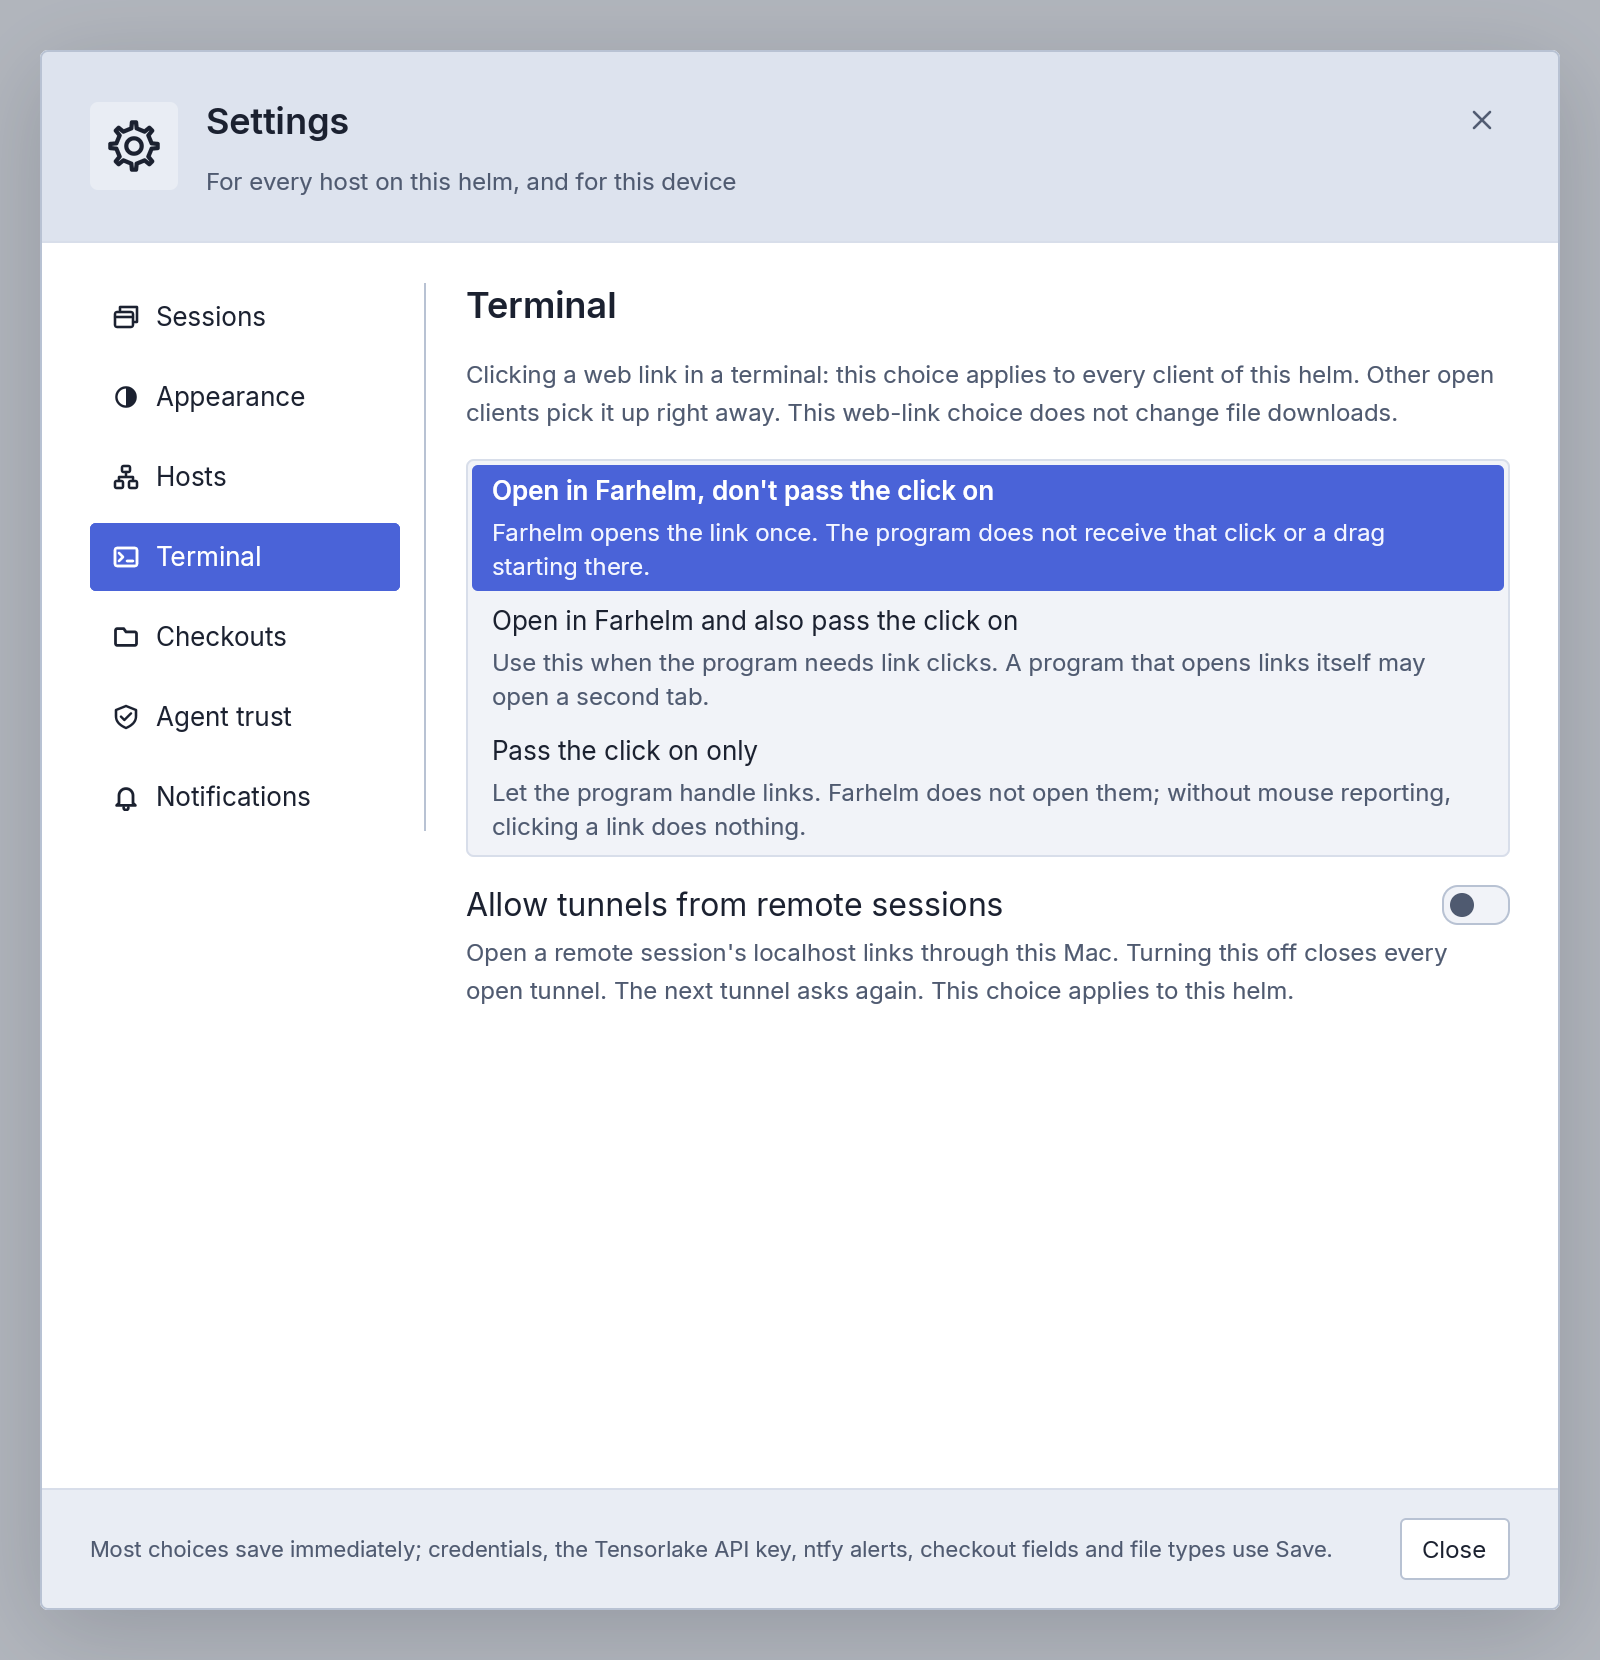 Settings
For every host on this helm, and for this device
Sessions
Appearance
Hosts
Terminal
Checkouts
Agent trust
Notifications
Terminal
Clicking a web link in a terminal: this choice applies to every client of this helm. Other open
clients pick it up right away. This web-link choice does not change file downloads.
Open in Farhelm, don't pass the click on
Farhelm opens the link once. The program does not receive that click or a drag
starting there.
Open in Farhelm and also pass the click on
Use this when the program needs link clicks. A program that opens links itself may
open a second tab.
Pass the click on only
Let the program handle links. Farhelm does not open them; without mouse reporting,
clicking a link does nothing.
Allow tunnels from remote sessions
Open a remote session's localhost links through this Mac. Turning this off closes every
open tunnel. The next tunnel asks again. This choice applies to this helm.
Most choices save immediately; credentials, the Tensorlake API key, ntfy alerts, checkout fields and file types use Save.
Close